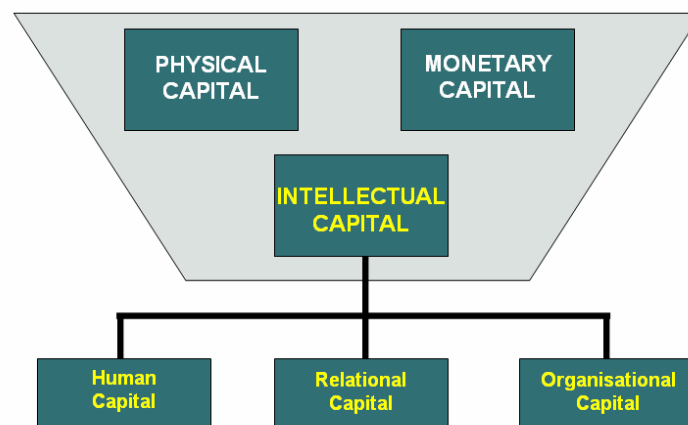 PHYSICAL
CAPITAL
MONETARY
CAPITAL
INTELLECTUAL
CAPITAL
Human
Capital
Relational
Capital
Organisational
Capital